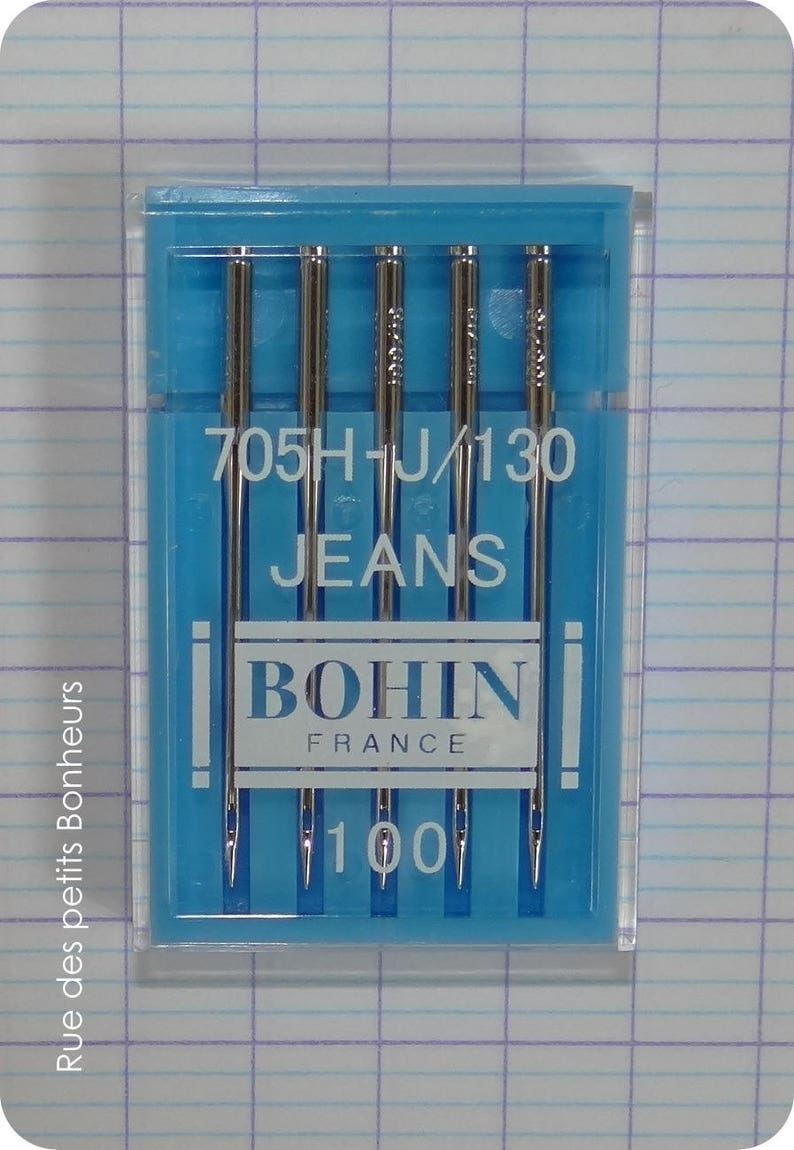 705H-J/130
JEANS
BOHIN
FRANCE
100
Rue des petits Bonheurs